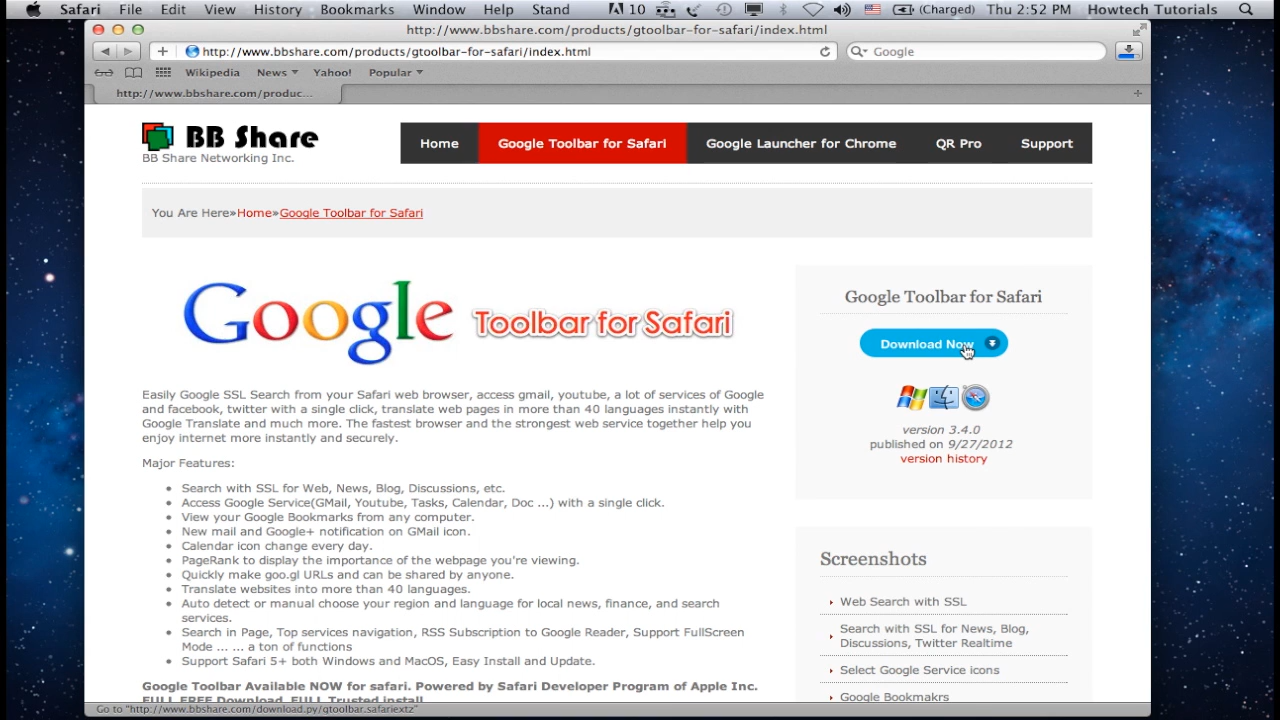 Safari File Edit View History Bookmarks Window Help Stand 10 (Charged) Thu 2:52 PM Howtech Tutorials
http://www.bbshare.com/products/gtoolbar-for-safari/index.html
http://www.bbshare.com/products/gtoolbar-for-safari/index.html Google
Wikipedia News Yahoo! Popular
http://www.bbshare.com/produc...
BB Share
BB Share Networking Inc.
Home Google Toolbar for Safari Google Launcher for Chrome QR Pro Support
You Are Here»Home»Google Toolbar for Safari
Google Toolbar for Safari
Easily Google SSL Search from your Safari web browser, access gmail, youtube, a lot of services of Google
and facebook, twitter with a single click, translate web pages in more than 40 languages instantly with
Google Translate and much more. The fastest browser and the strongest web service together help you
enjoy internet more instantly and securely.
Major Features:
Search with SSL for Web, News, Blog, Discussions, etc.
Access Google Service(GMail, Youtube, Tasks, Calendar, Doc ...) with a single click.
View your Google Bookmarks from any computer.
New mail and Google+ notification on GMail icon.
Calendar icon change every day.
PageRank to display the importance of the webpage you're viewing.
Quickly make goo.gl URLs and can be shared by anyone.
Translate websites into more than 40 languages.
Auto detect or manual choose your region and language for local news, finance, and search
services.
Search in Page, Top services navigation, RSS Subscription to Google Reader, Support FullScreen
Mode ... ... a ton of functions
Support Safari 5+ both Windows and MacOS, Easy Install and Update.
Google Toolbar Available NOW for safari. Powered by Safari Developer Program of Apple Inc.
FULL FREE Download, FULL Trusted install
Google Toolbar for Safari
Download Now
version 3.4.0
published on 9/27/2012
version history
Screenshots
Web Search with SSL
Search with SSL for News, Blog,
Discussions, Twitter Realtime
Select Google Service icons
Google Bookmakrs
Go to "http://www.bbshare.com/download.py/gtoolbar.safariextz"